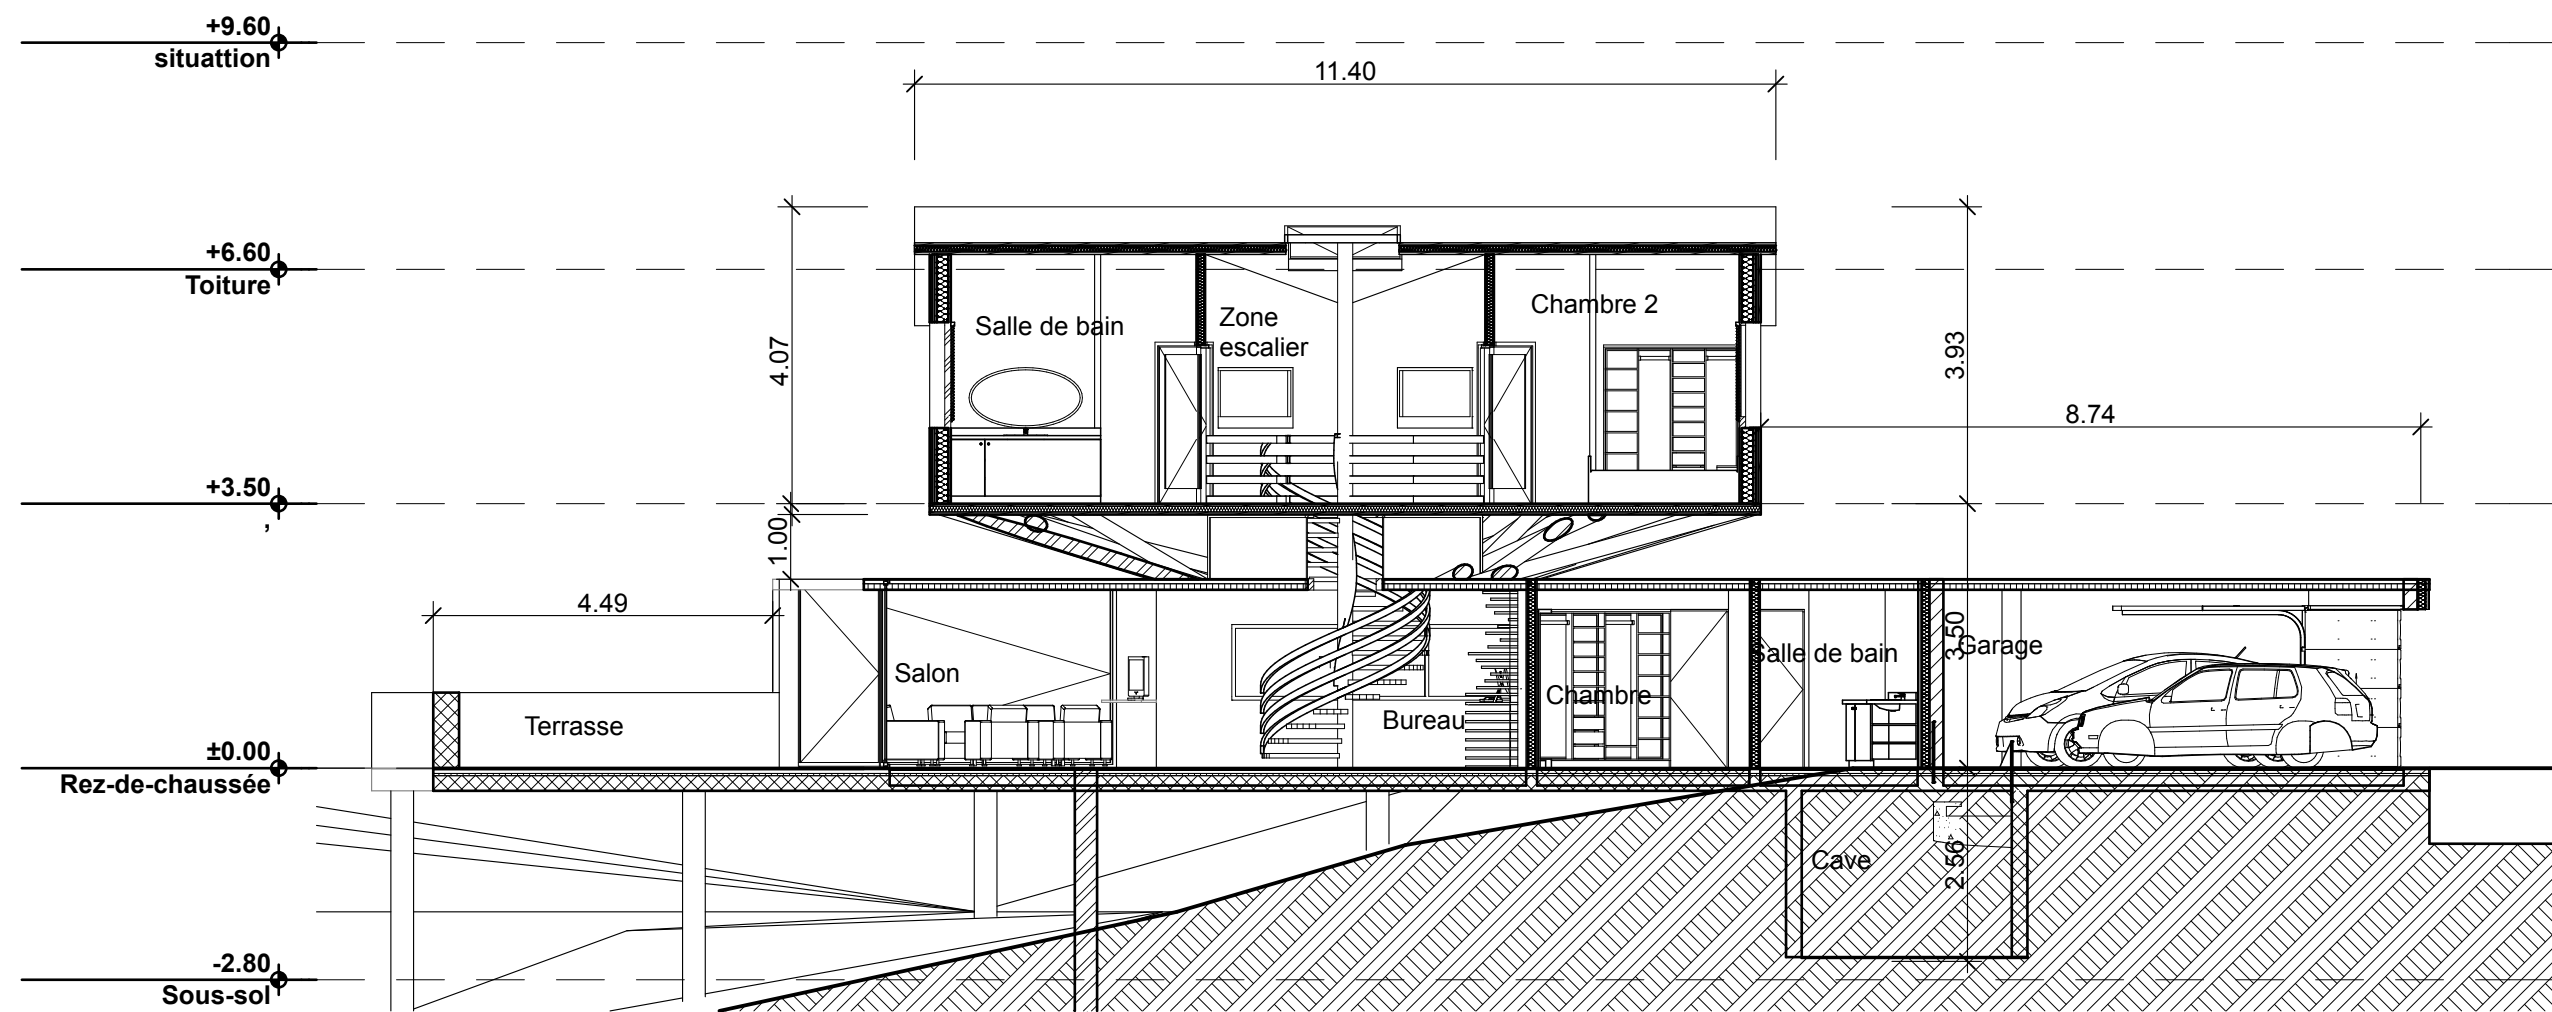 +9.60
situattion
11.40
+6.60
Toiture
Salle de bain
Zone
escalier
Chambre 2
4.07
3.93
8.74
+3.50
,
1.00
4.49
3.50
Salon
Terrasse
Bureau
Chambre
Salle de bain
Garage
±0.00
Rez-de-chaussée
Cave
2.56
-2.80
Sous-sol